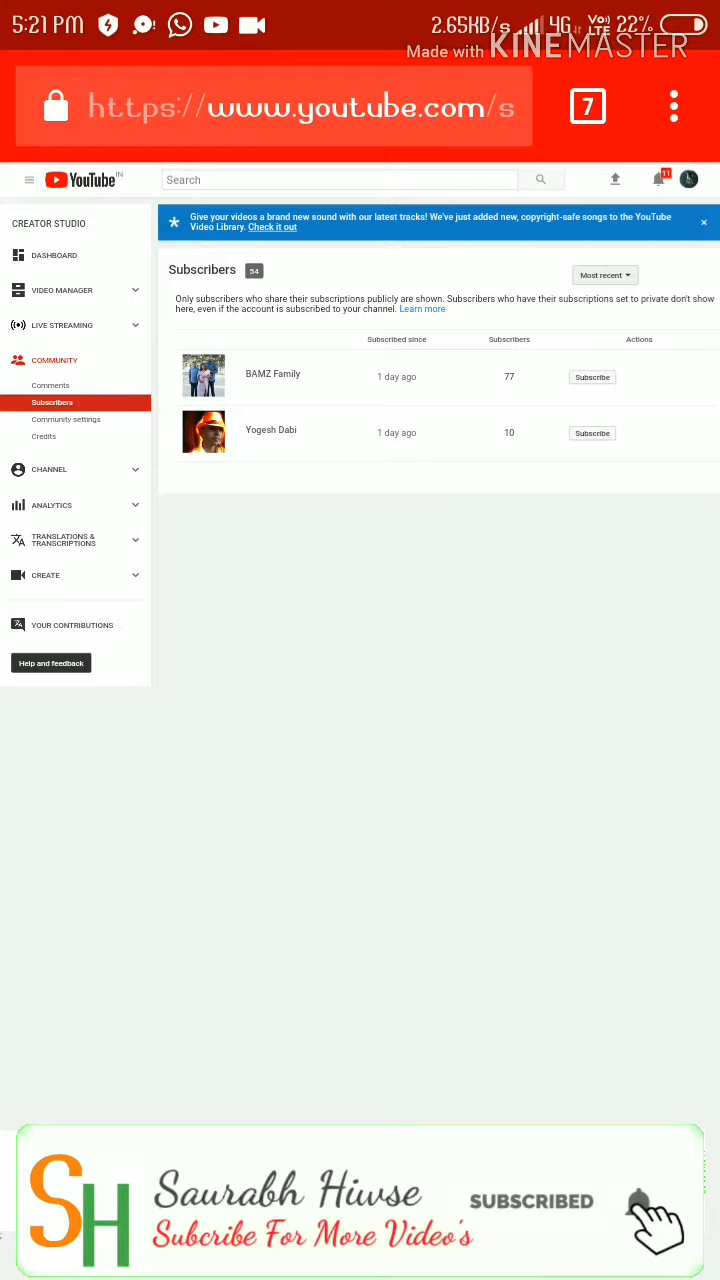 5:21 PM
2.65KB/s 4G Vo) LTE 22%
Made with KINEMASTER
https://www.youtube.com/s
7
YouTube IN
Search
11
CREATOR STUDIO
DASHBOARD
VIDEO MANAGER
LIVE STREAMING
COMMUNITY
Comments
Subscribers
Community settings
Credits
CHANNEL
ANALYTICS
TRANSLATIONS &
TRANSCRIPTIONS
CREATE
YOUR CONTRIBUTIONS
Help and feedback
Give your videos a brand new sound with our latest tracks! We've just added new, copyright-safe songs to the YouTube
Video Library. Check it out
Subscribers 54
Most recent
Only subscribers who share their subscriptions publicly are shown. Subscribers who have their subscriptions set to private don't show
here, even if the account is subscribed to your channel. Learn more
Subscribed since Subscribers Actions
BAMZ Family 1 day ago 77 Subscribe
Yogesh Dabi 1 day ago 10 Subscribe
SH
Saurabh Hiwse
Subcribe For More Video's
SUBSCRIBED